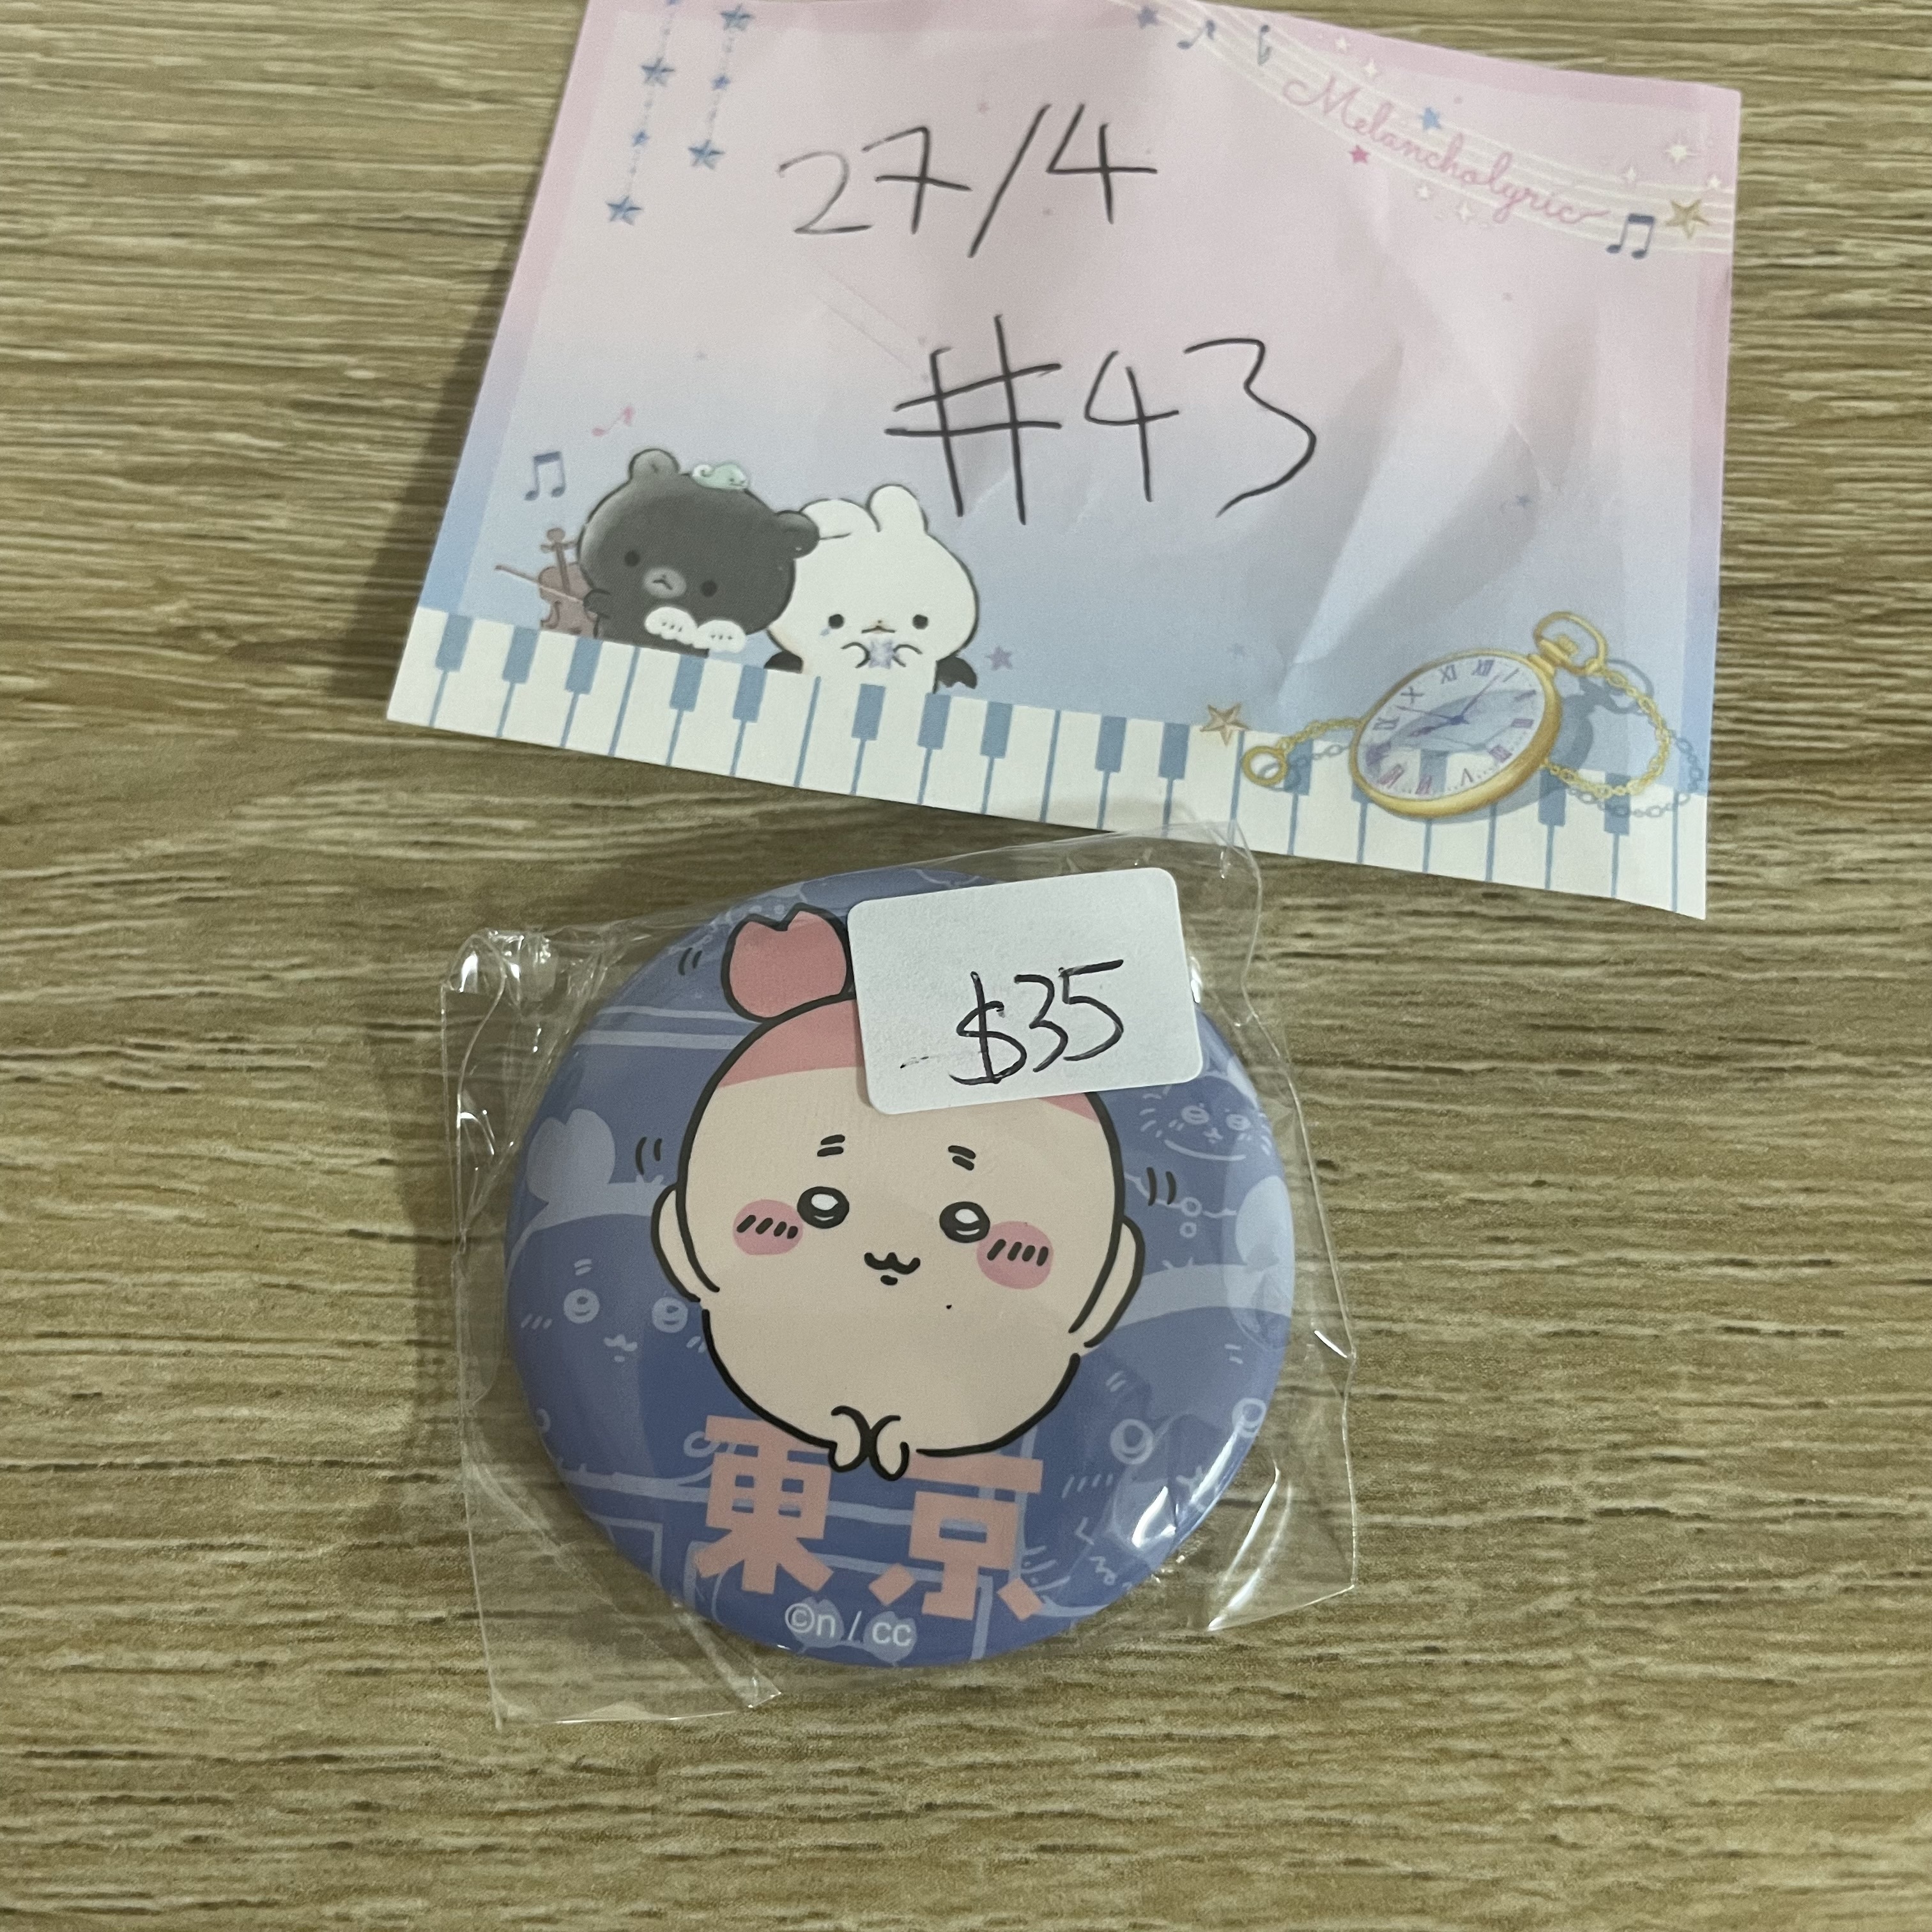 Melancholyric
27/4
#43
$35
東京
©n / cc